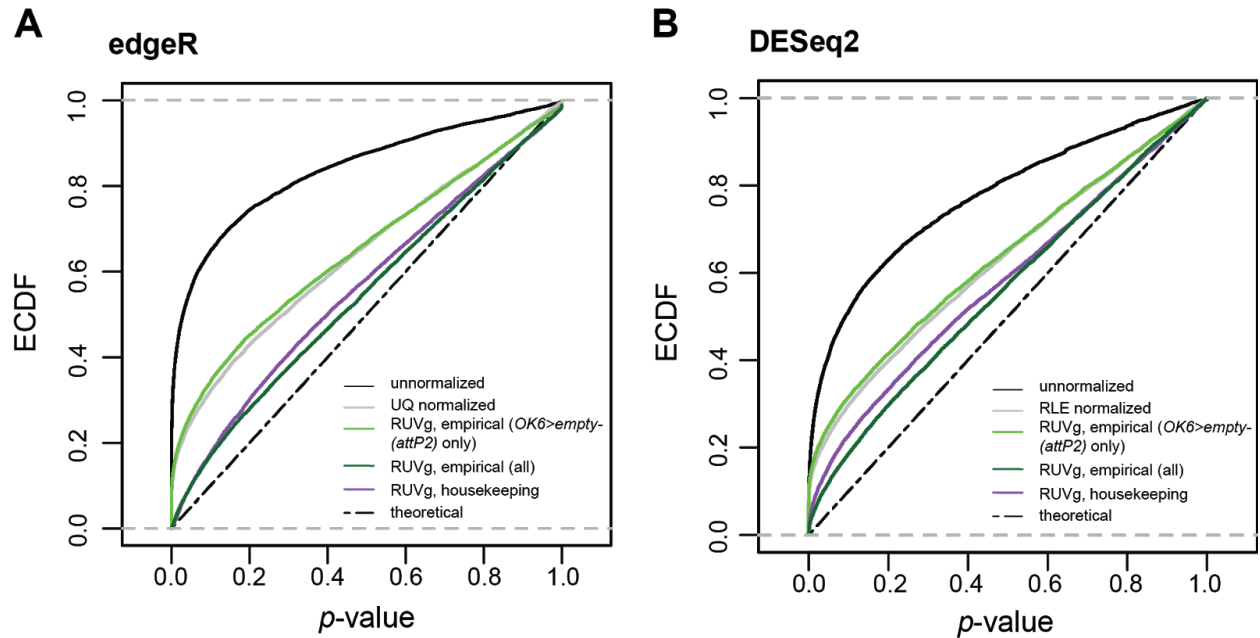 A
edgeR
ECDF
1.0
0.8
0.6
0.4
0.2
0.0
unnormalized
UQ normalized
RUVg, empirical (OK6>empty-
(attP2) only)
RUVg, empirical (all)
RUVg, housekeeping
theoretical
0.0 0.2 0.4 0.6 0.8 1.0
p-value
B
DESeq2
ECDF
1.0
0.8
0.6
0.4
0.2
0.0
unnormalized
RLE normalized
RUVg, empirical (OK6>empty-
(attP2) only)
RUVg, empirical (all)
RUVg, housekeeping
theoretical
0.0 0.2 0.4 0.6 0.8 1.0
p-value